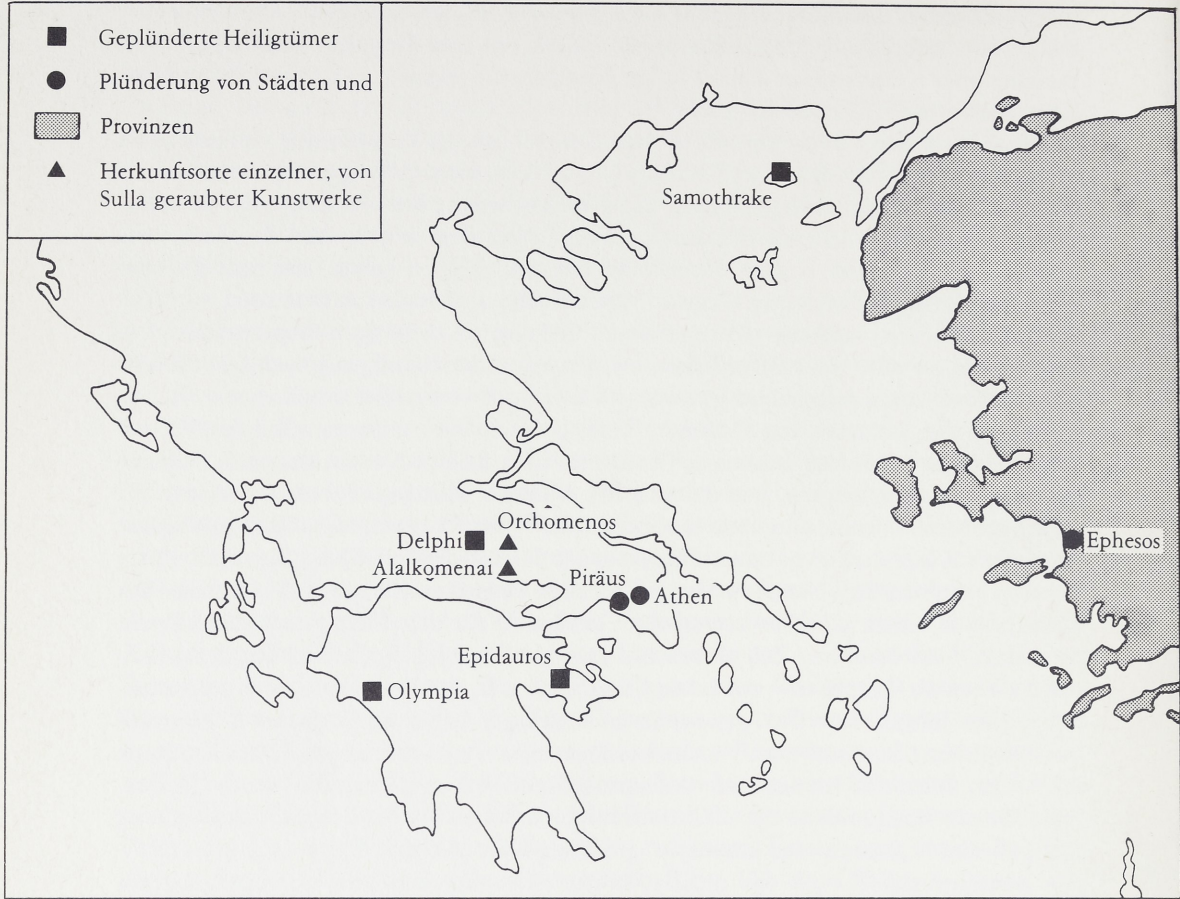 Geplünderte Heiligtümer
Plünderung von Städten und
Provinzen
Herkunftsorte einzelner, von
Sulla geraubter Kunstwerke
Samothrake
Orchomenos
Delphi
Alalkomenai
Ephesos
Piräus
Athen
Epidauros
Olympia